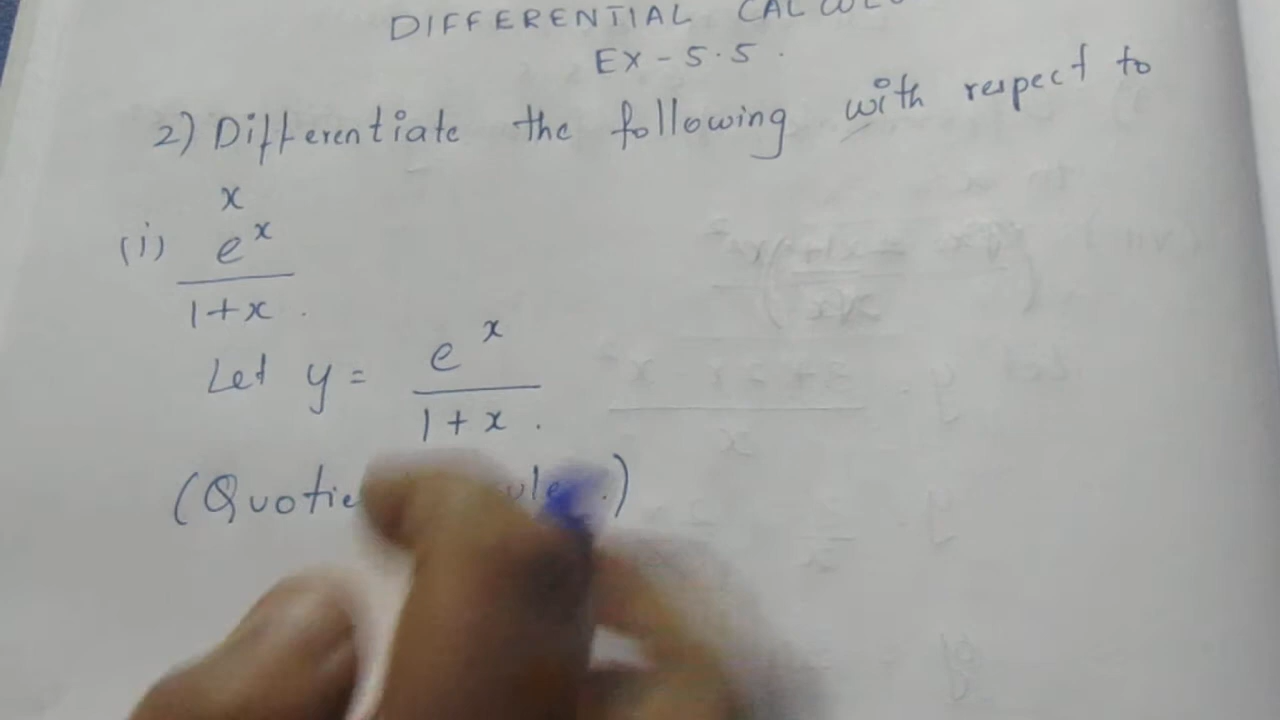 DIFFERENTIAL
EX-5.5.
2) Differentiate the following with respect to
x
(i) e^x
1+x.
Let y = e^x
1+x.
(
)